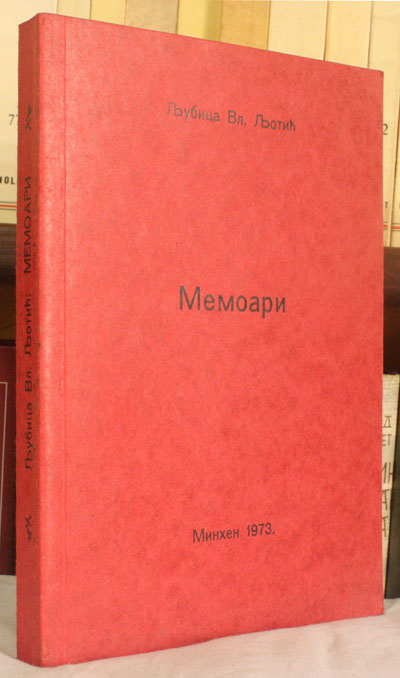 Љубица Вл. Љотић
Мемоари
Минхен 1973.
Љубица Вл. Љотић: МЕМОАРИ